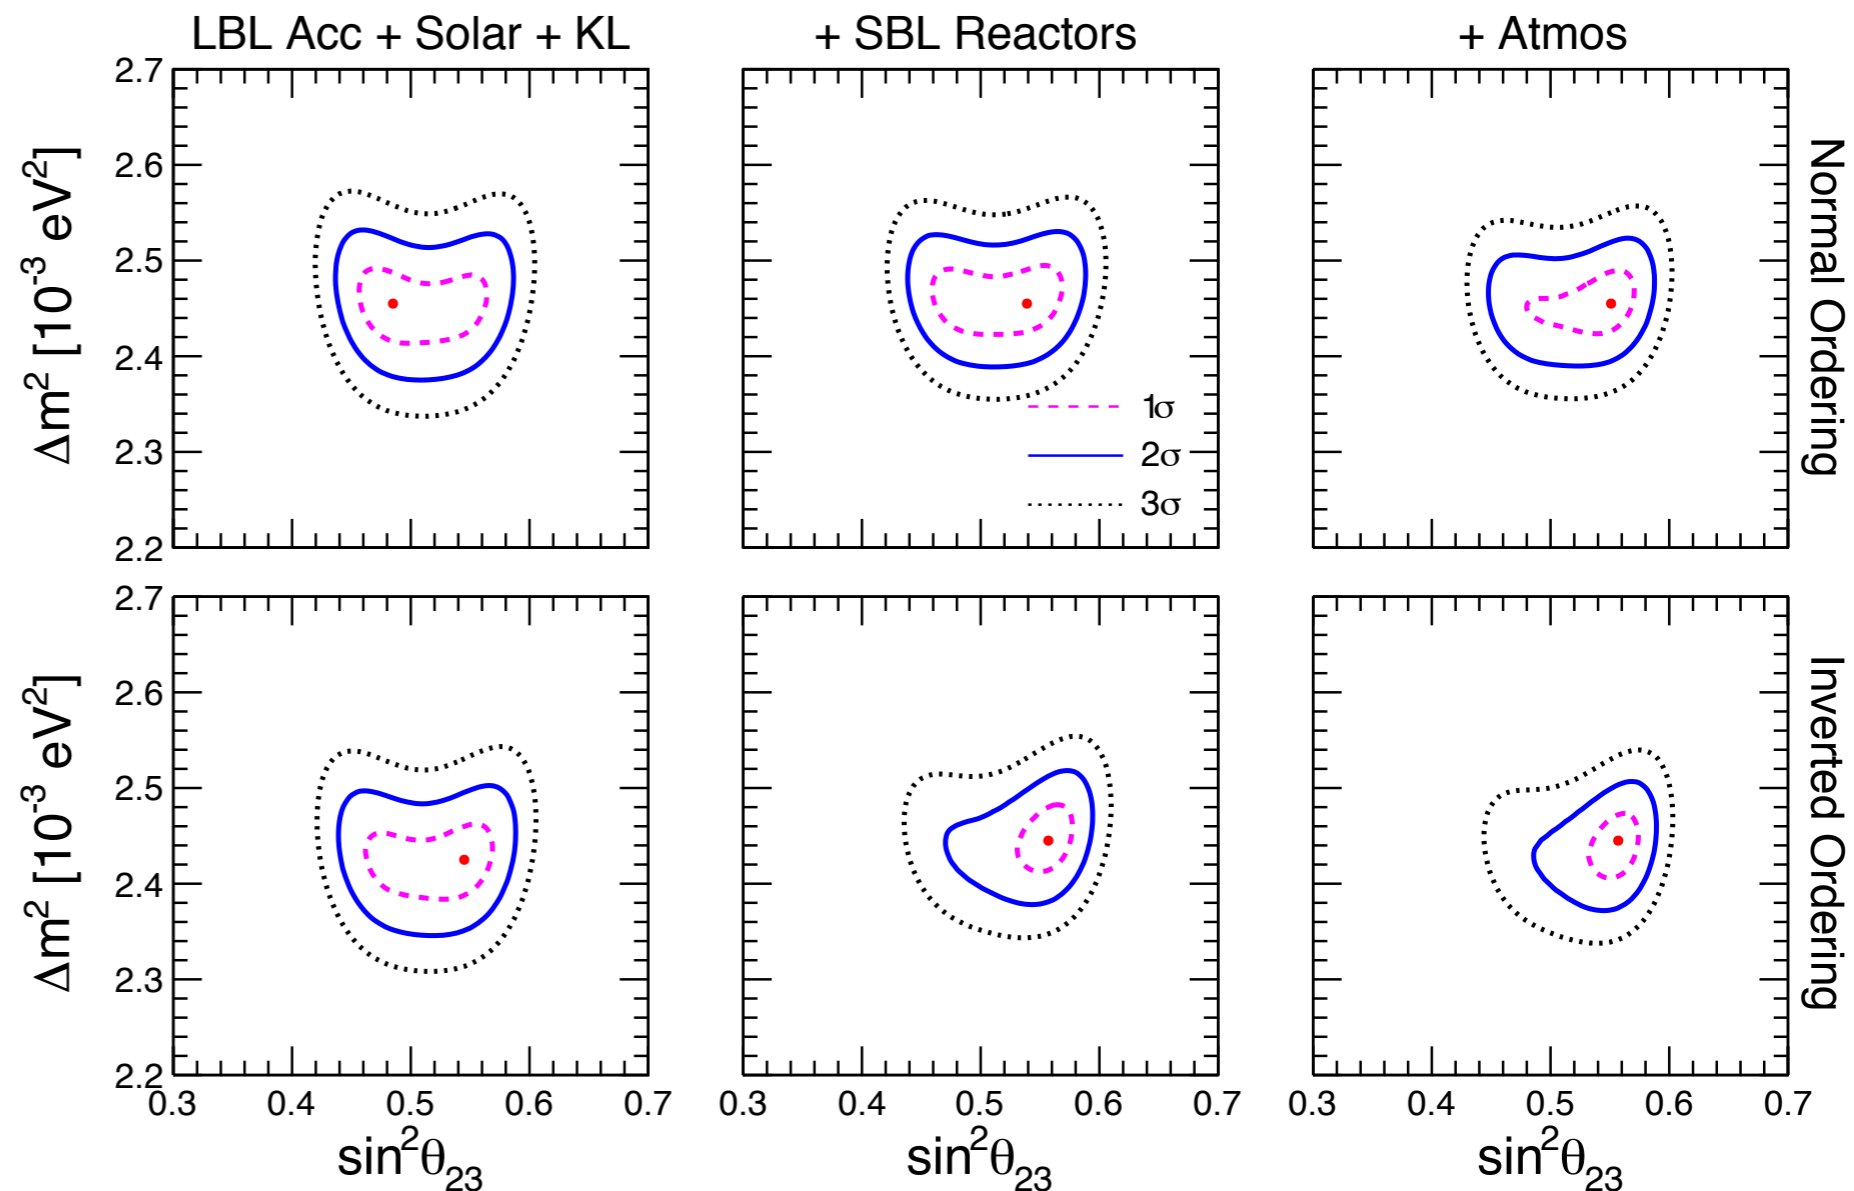 LBL Acc + Solar + KL
+ SBL Reactors
+ Atmos
2.7
2.6
2.5
2.4
2.3
2.2
Δm² [10⁻³ eV²]
1σ
2σ
3σ
Normal Ordering
2.7
2.6
2.5
2.4
2.3
2.2
Δm² [10⁻³ eV²]
Inverted Ordering
0.3 0.4 0.5 0.6 0.7
0.3 0.4 0.5 0.6 0.7
0.3 0.4 0.5 0.6 0.7
sin²θ₂₃
sin²θ₂₃
sin²θ₂₃